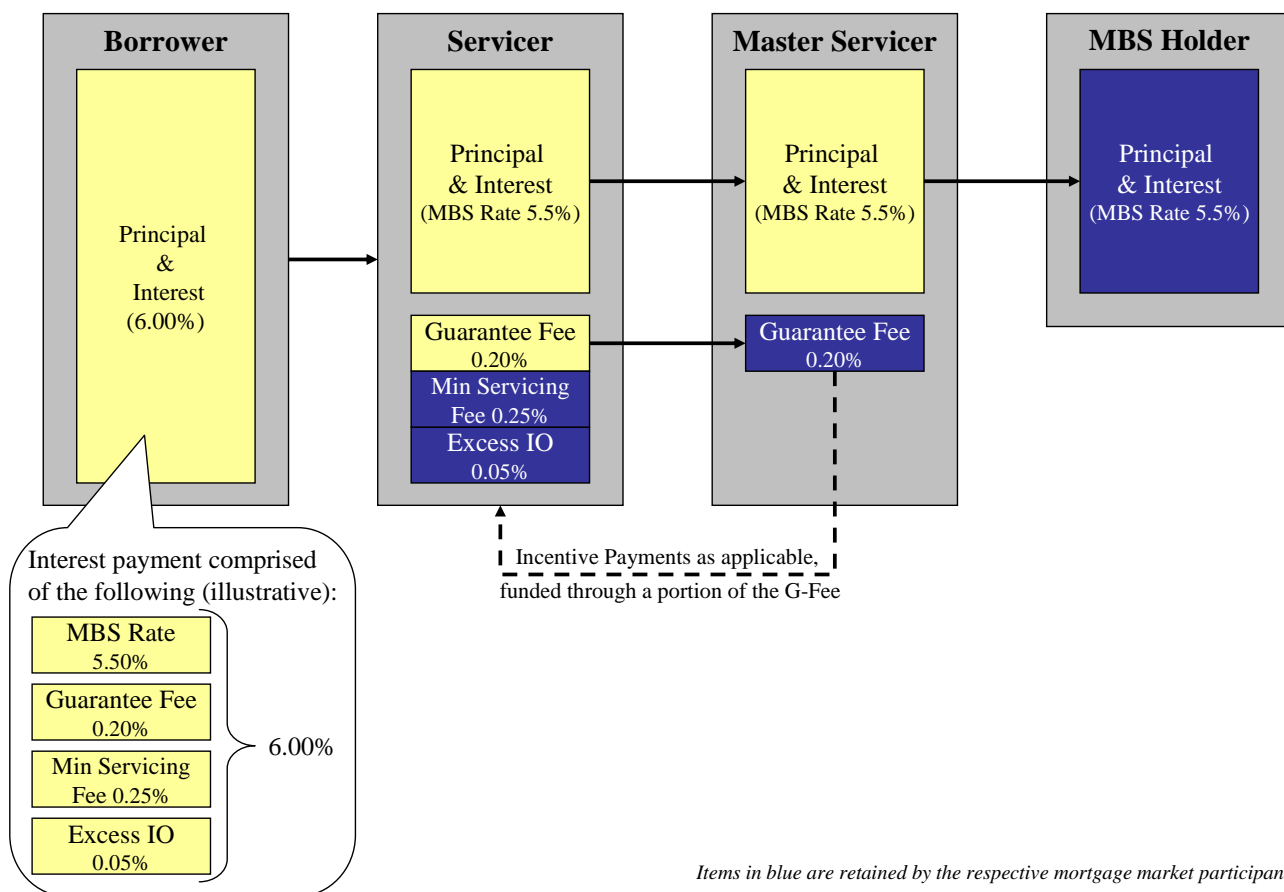 Borrower
Principal
&
Interest
(6.00%)
Servicer
Principal
& Interest
(MBS Rate 5.5%)
Guarantee Fee
0.20%
Min Servicing
Fee 0.25%
Excess IO
0.05%
Master Servicer
Principal
& Interest
(MBS Rate 5.5%)
Guarantee Fee
0.20%
MBS Holder
Principal
& Interest
(MBS Rate 5.5%)
Incentive Payments as applicable,
funded through a portion of the G-Fee
Interest payment comprised
of the following (illustrative):
MBS Rate
5.50%
Guarantee Fee
0.20%
Min Servicing
Fee 0.25%
Excess IO
0.05%
6.00%
Items in blue are retained by the respective mortgage market participan